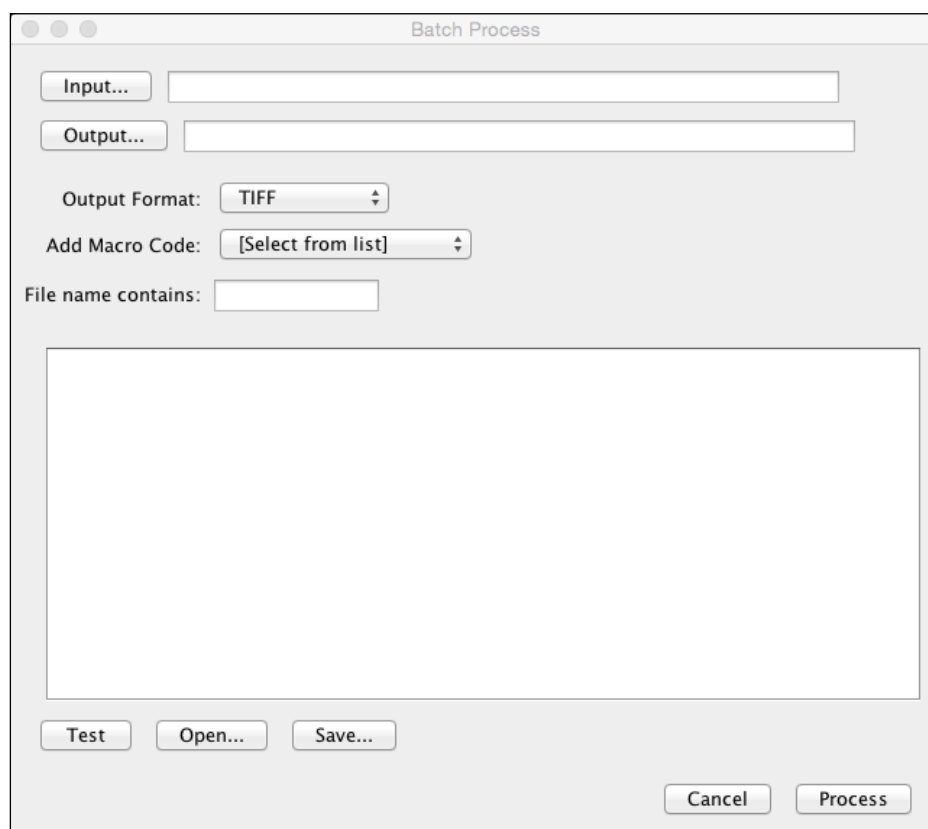 Batch Process
Input...
Output...
Output Format: TIFF
Add Macro Code: [Select from list]
File name contains:
Test Open... Save...
Cancel Process